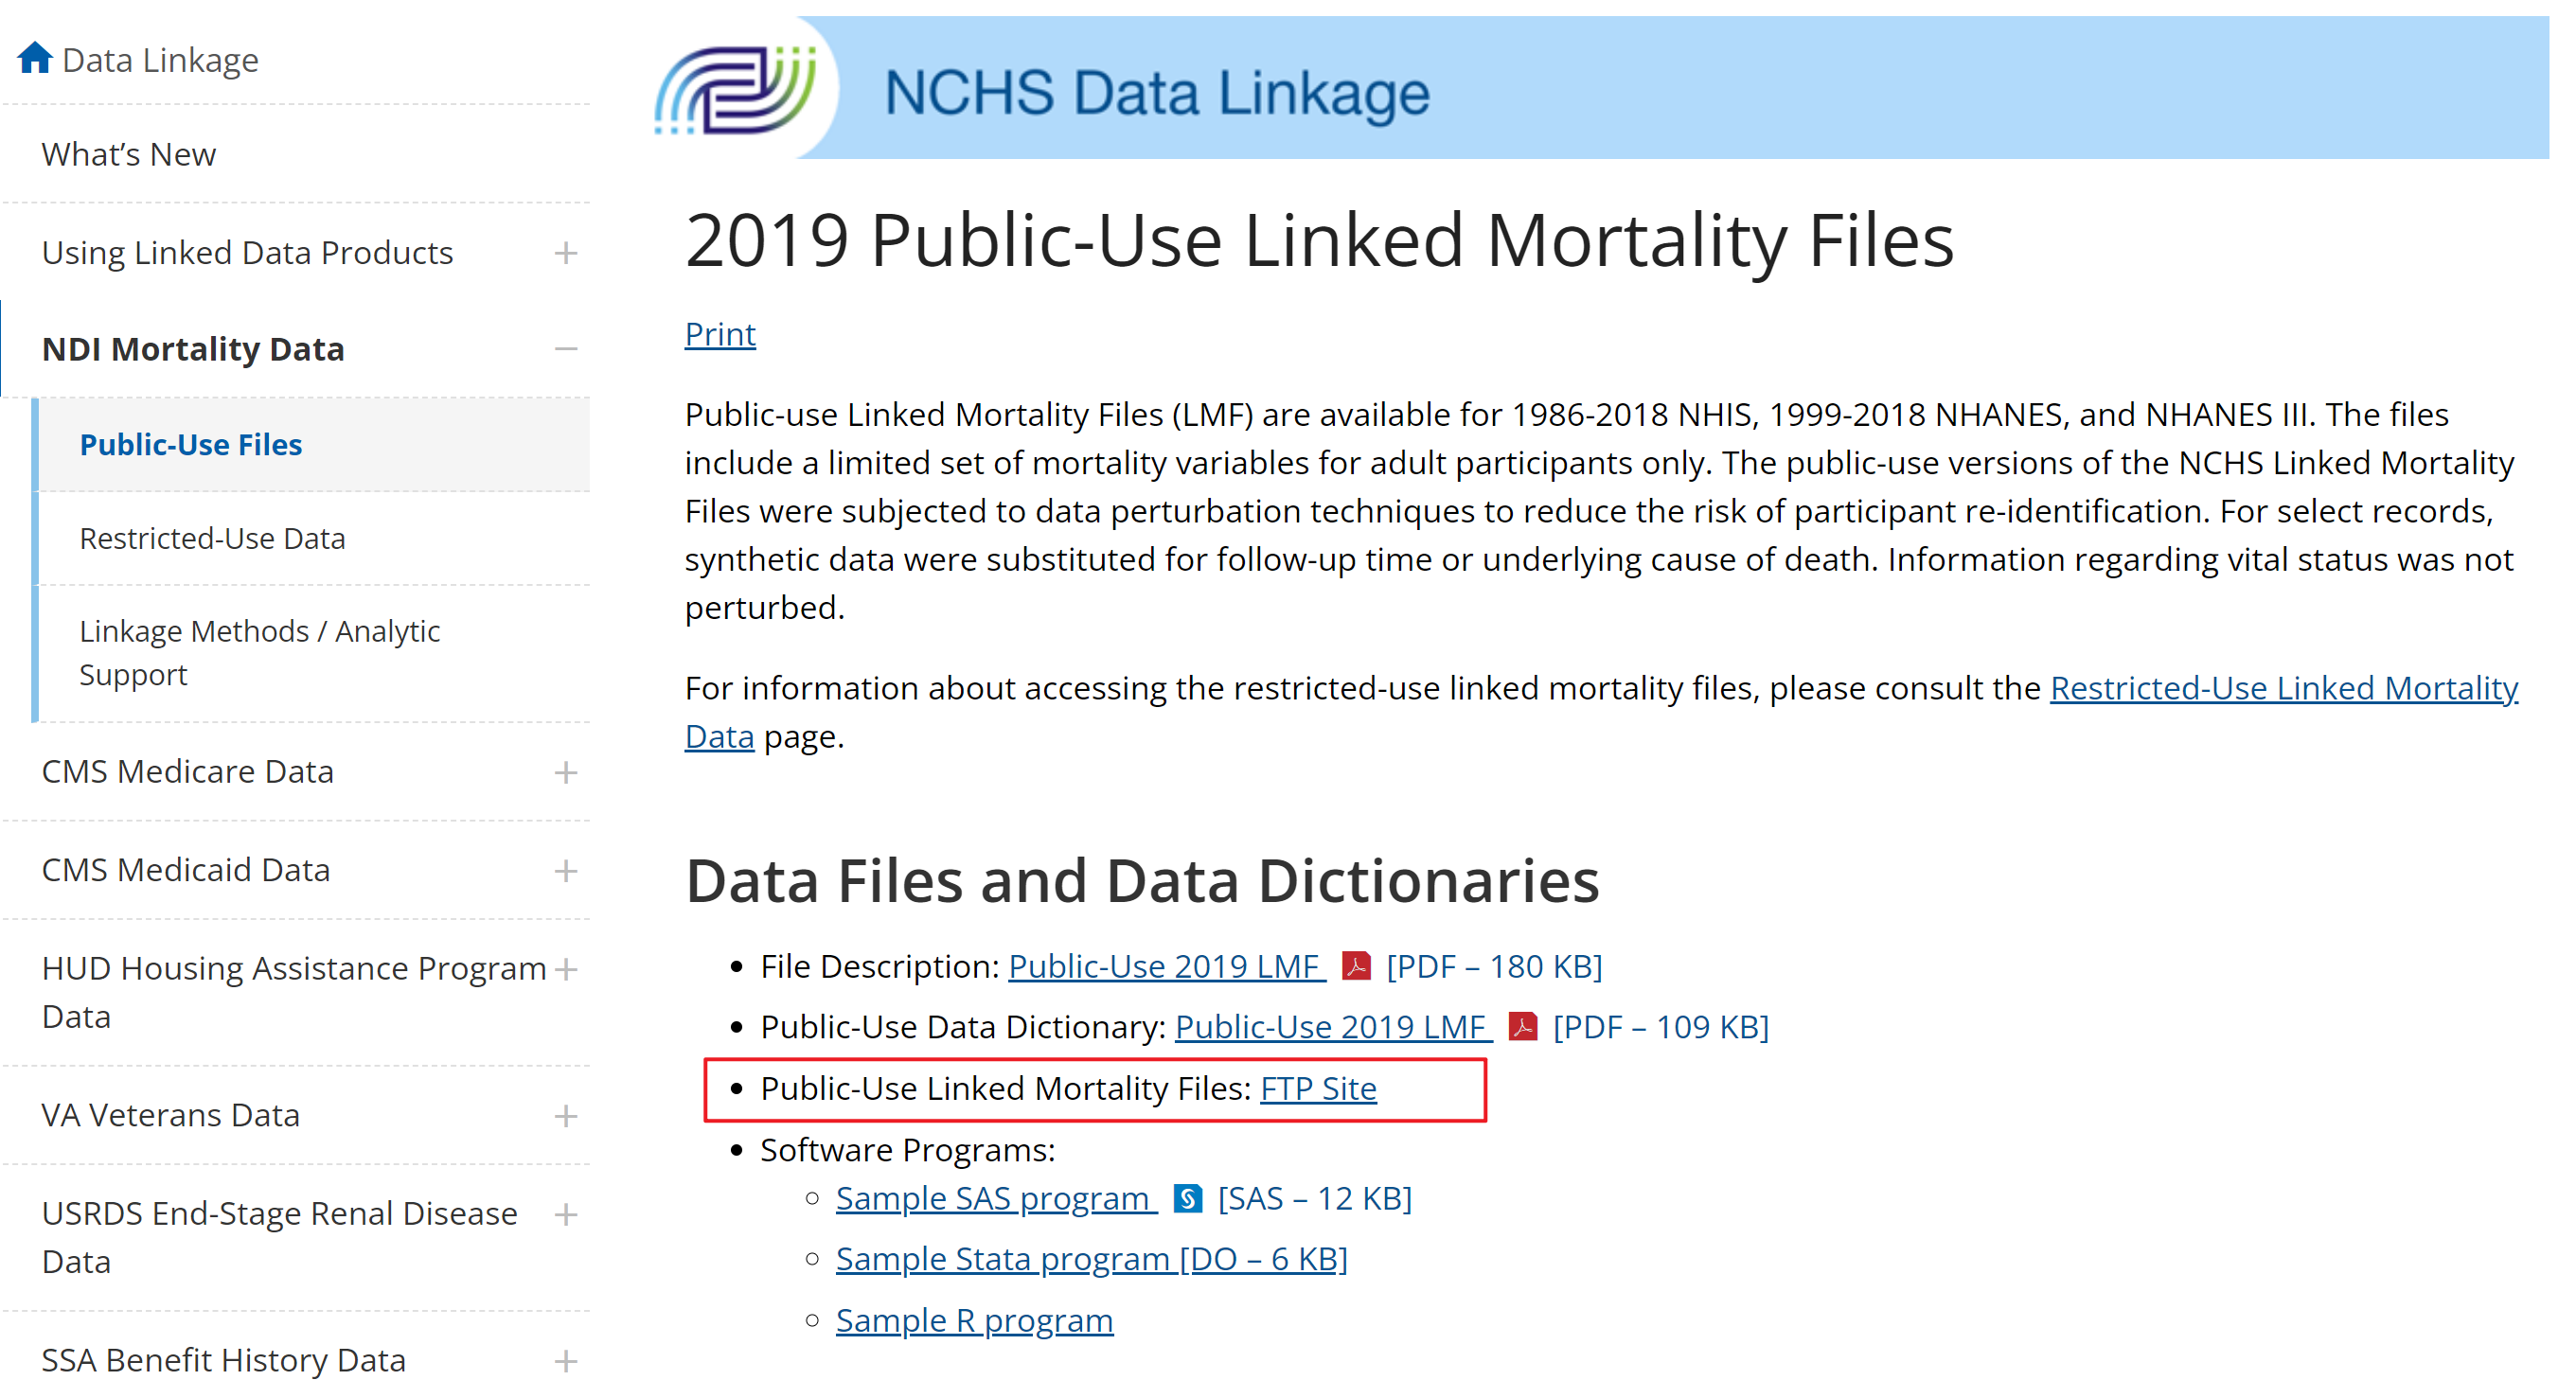 Data Linkage
What's New
Using Linked Data Products
NDI Mortality Data
Public-Use Files
Restricted-Use Data
Linkage Methods / Analytic
Support
CMS Medicare Data
CMS Medicaid Data
HUD Housing Assistance Program
Data
VA Veterans Data
USRDS End-Stage Renal Disease
Data
SSA Benefit History Data
NCHS Data Linkage
2019 Public-Use Linked Mortality Files
Print
Public-use Linked Mortality Files (LMF) are available for 1986-2018 NHIS, 1999-2018 NHANES, and NHANES III. The files
include a limited set of mortality variables for adult participants only. The public-use versions of the NCHS Linked Mortality
Files were subjected to data perturbation techniques to reduce the risk of participant re-identification. For select records,
synthetic data were substituted for follow-up time or underlying cause of death. Information regarding vital status was not
perturbed.
For information about accessing the restricted-use linked mortality files, please consult the Restricted-Use Linked Mortality
Data page.
Data Files and Data Dictionaries
• File Description: Public-Use 2019 LMF [PDF – 180 KB]
• Public-Use Data Dictionary: Public-Use 2019 LMF [PDF – 109 KB]
• Public-Use Linked Mortality Files: FTP Site
• Software Programs:
○ Sample SAS program [SAS – 12 KB]
○ Sample Stata program [DO – 6 KB]
○ Sample R program